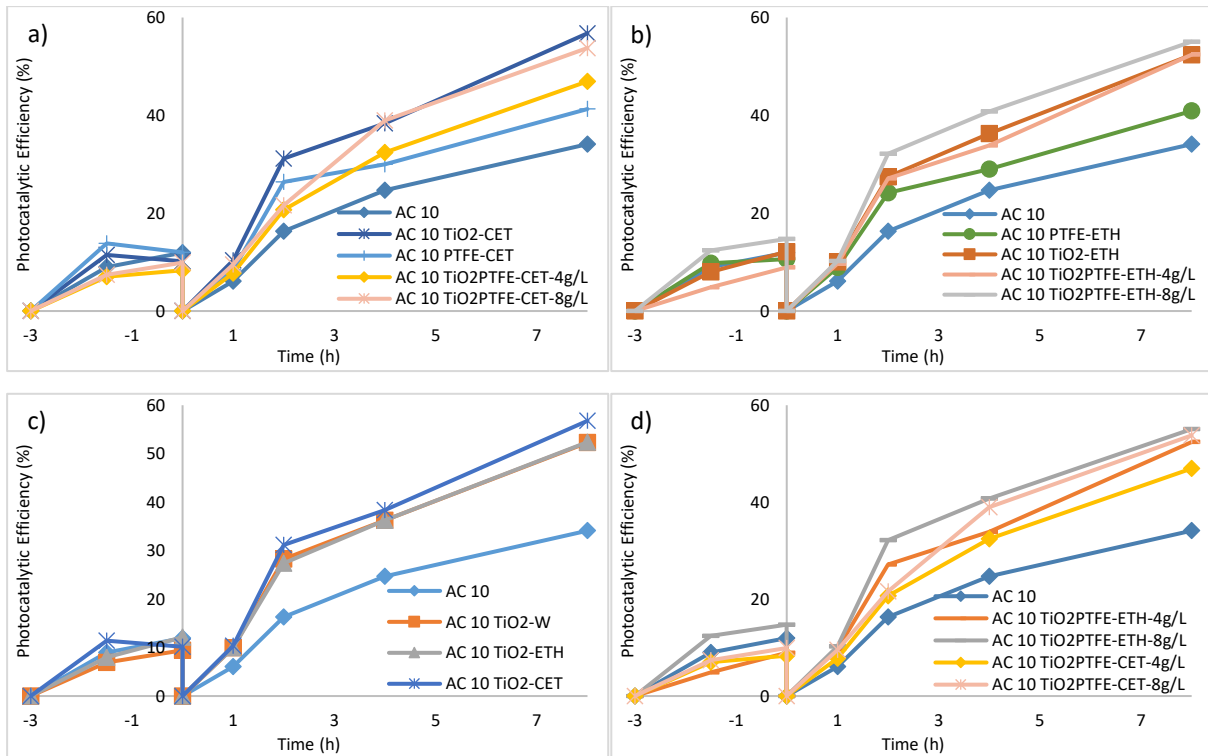 a)
Photocatalytic Efficiency (%)
60
40
20
0
-3
-1
1
3
5
7
Time (h)
AC 10
AC 10 TiO2-CET
AC 10 PTFE-CET
AC 10 TiO2PTFE-CET-4g/L
AC 10 TiO2PTFE-CET-8g/L
b)
Photocatalytic Efficiency (%)
60
40
20
0
-3
-1
1
3
5
7
Time (h)
AC 10
AC 10 PTFE-ETH
AC 10 TiO2-ETH
AC 10 TiO2PTFE-ETH-4g/L
AC 10 TiO2PTFE-ETH-8g/L
c)
Photocatalytic Efficiency (%)
60
50
40
30
20
10
0
-3
-1
1
3
5
7
Time (h)
AC 10
AC 10 TiO2-W
AC 10 TiO2-ETH
AC 10 TiO2-CET
d)
Photocatalytic Efficiency (%)
60
40
20
0
-3
-1
1
3
5
7
Time (h)
AC 10
AC 10 TiO2PTFE-ETH-4g/L
AC 10 TiO2PTFE-ETH-8g/L
AC 10 TiO2PTFE-CET-4g/L
AC 10 TiO2PTFE-CET-8g/L